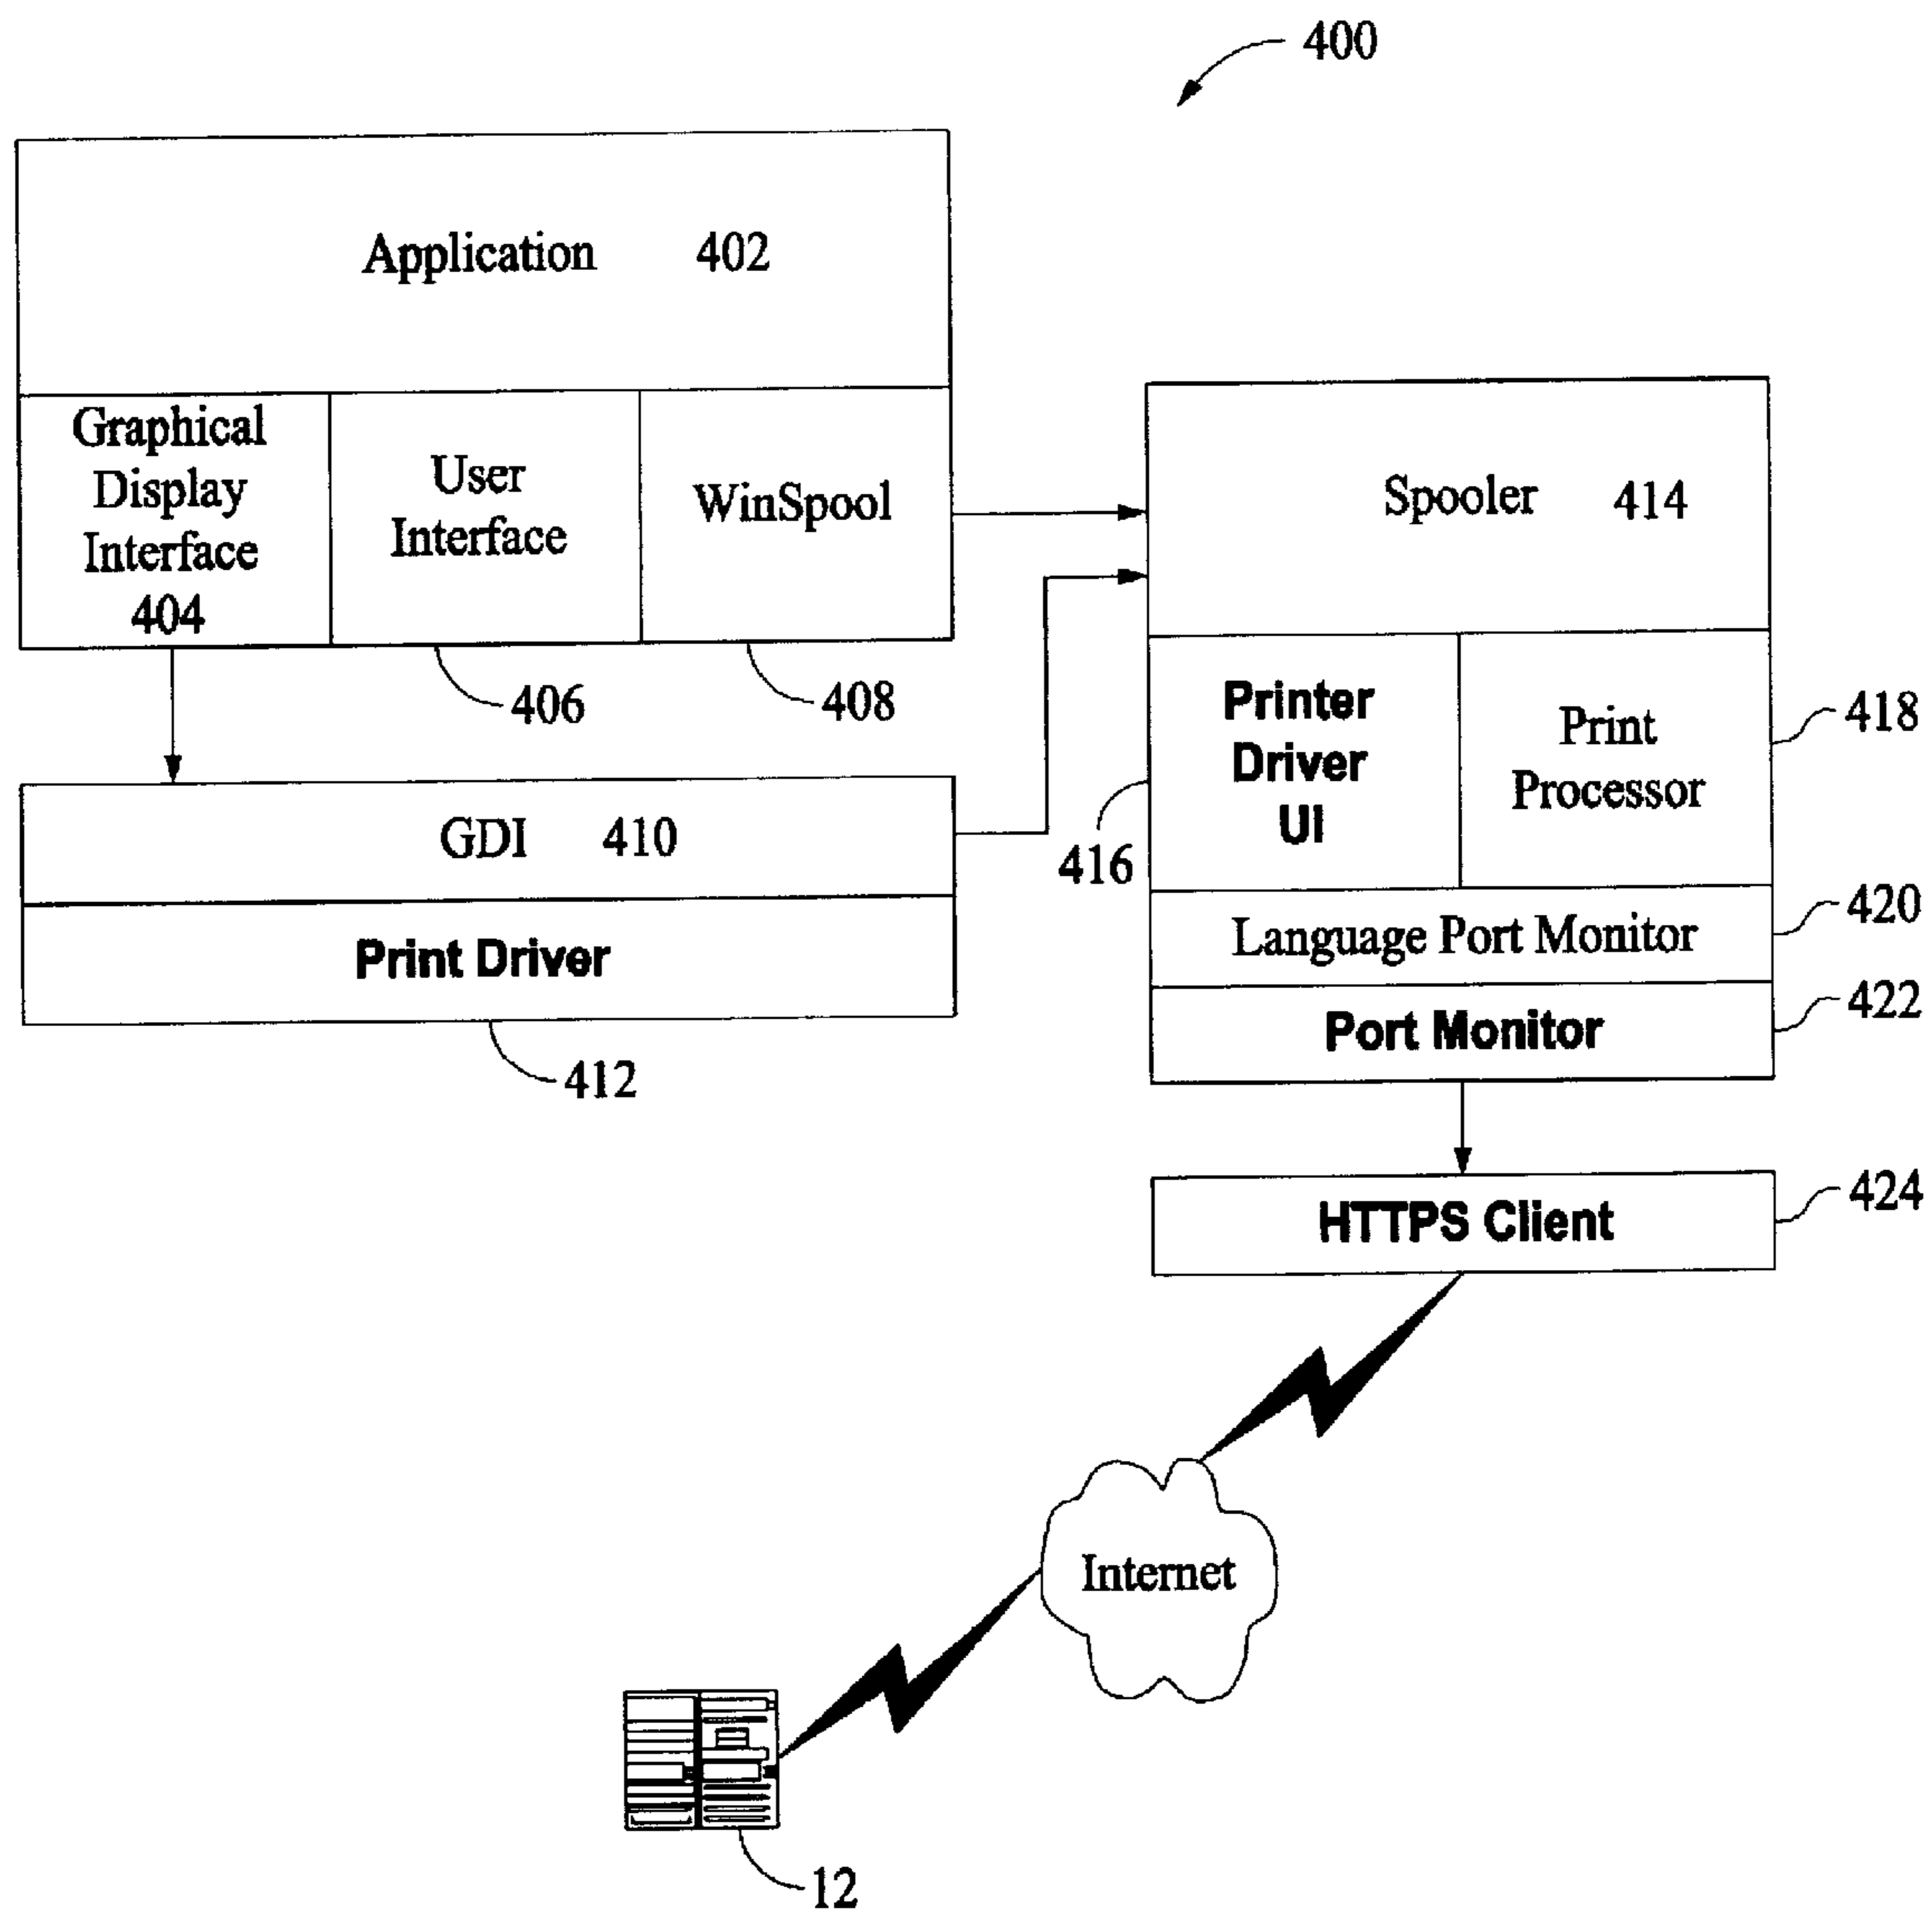 400
Application 402
Graphical
Display
Interface
404
User
Interface
WinSpool
406
408
GDI 410
Print Driver
412
Spooler 414
Printer
Driver
UI
416
Print
Processor
418
Language Port Monitor
420
Port Monitor
422
HTTPS Client
424
Internet
12